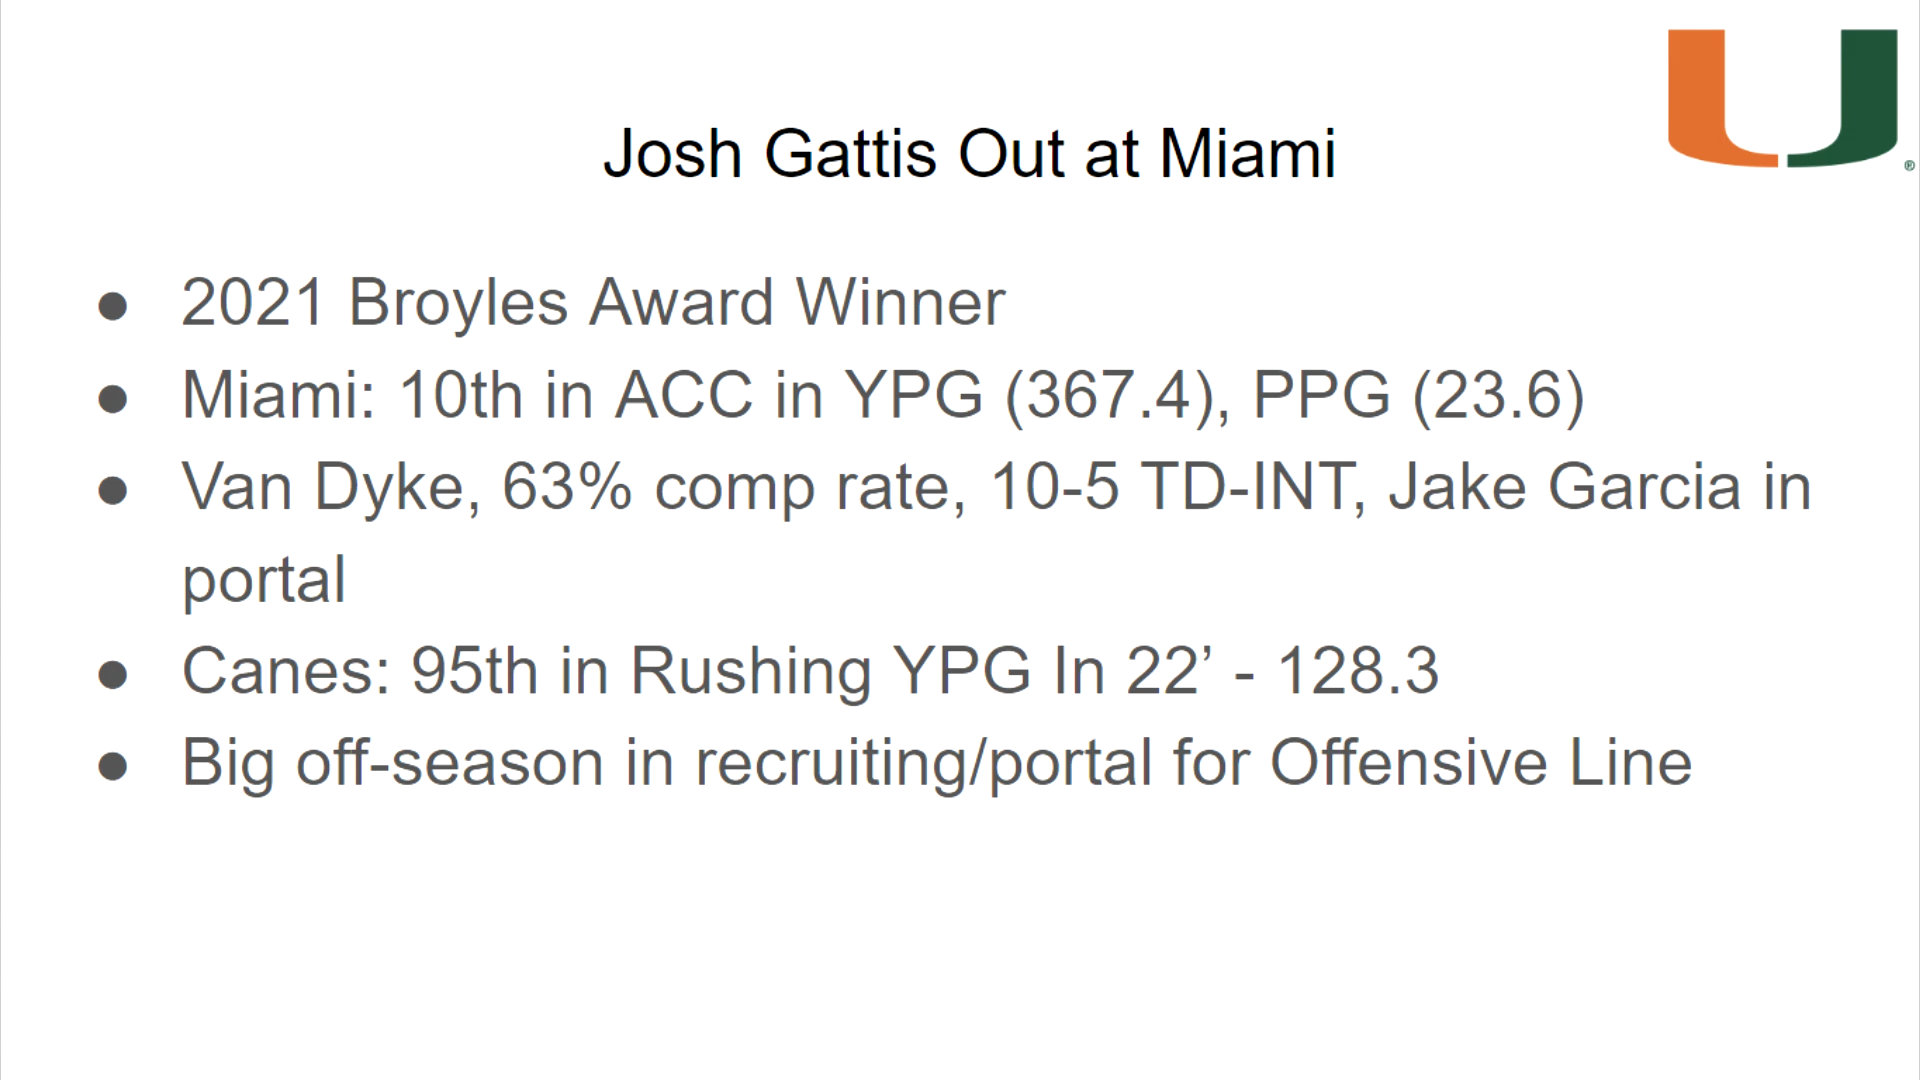 Josh Gattis Out at Miami
® 
● 2021 Broyles Award Winner
● Miami: 10th in ACC in YPG (367.4), PPG (23.6)
● Van Dyke, 63% comp rate, 10-5 TD-INT, Jake Garcia in
portal
● Canes: 95th in Rushing YPG In 22’ - 128.3
● Big off-season in recruiting/portal for Offensive Line